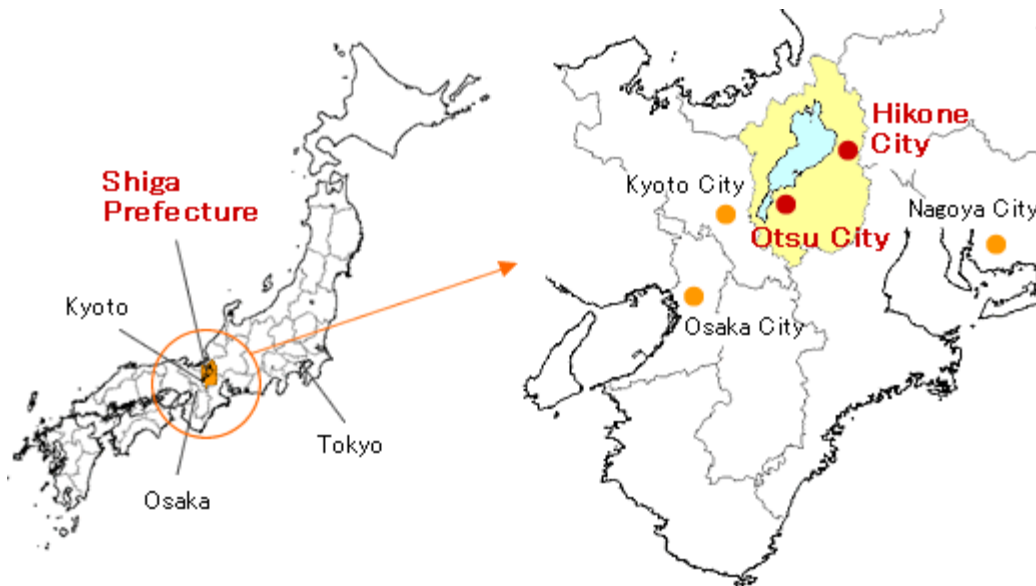 Shiga
Prefecture
Kyoto
Osaka
Tokyo
Hikone
City
Kyoto City
Otsu City
Nagoya City
Osaka City